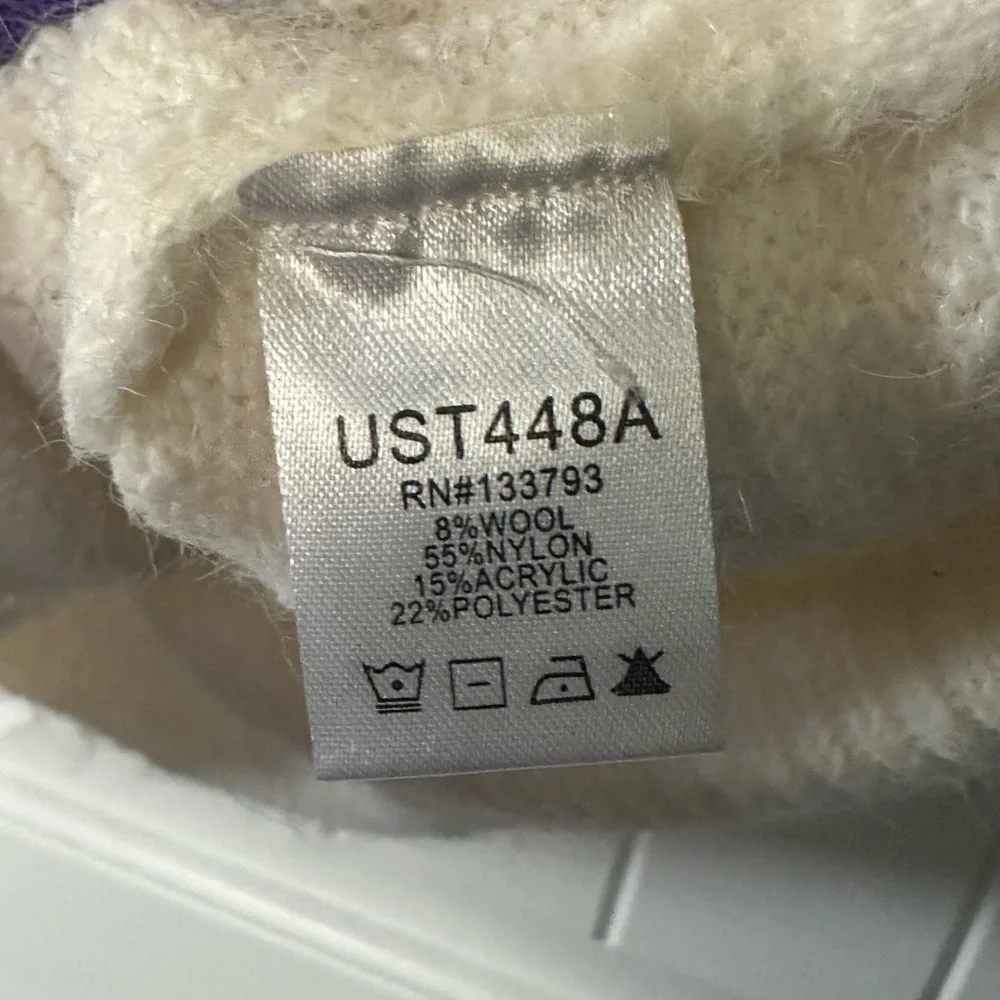 UST448A
RN#133793
8%WOOL
55%NYLON
15%ACRYLIC
22%POLYESTER